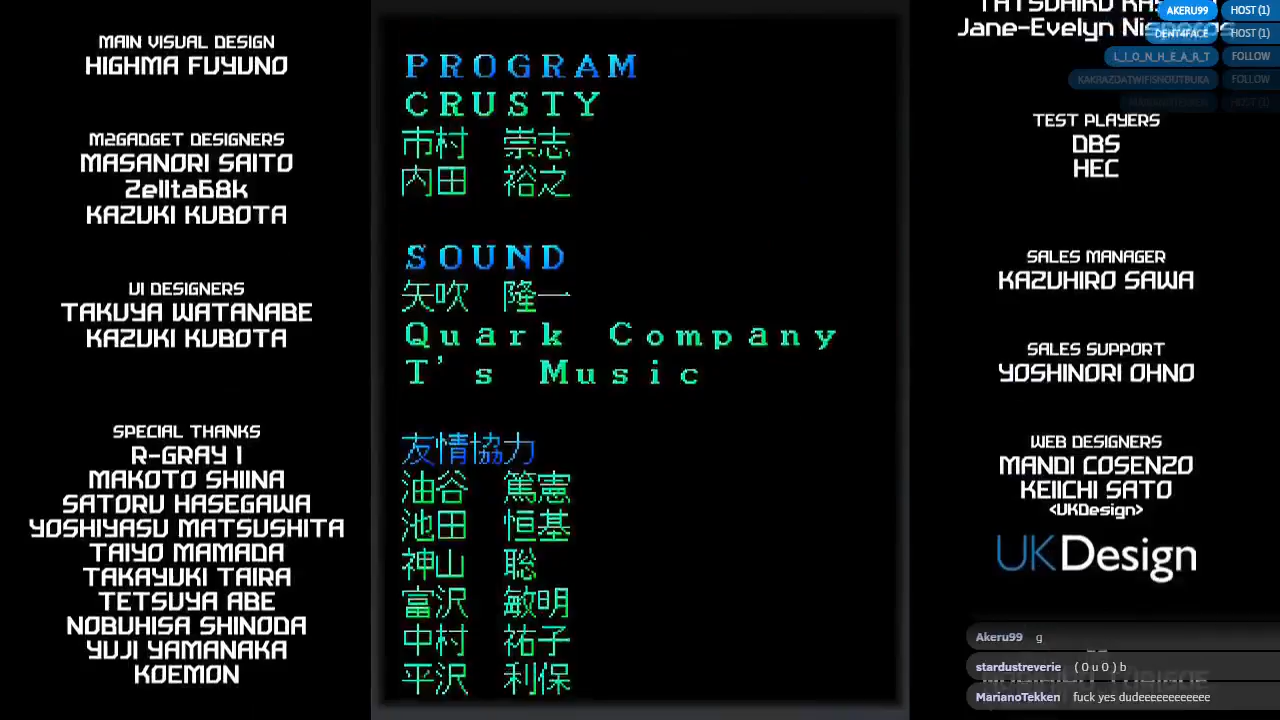 MAIN VISUAL DESIGN
HIGHMA FUYUNO
M2GADGET DESIGNERS
MASANORI SAITO
Zellta68k
KAZUKI KUBOTA
UI DESIGNERS
TAKUYA WATANABE
KAZUKI KUBOTA
SPECIAL THANKS
R-GRAY 1
MAKOTO SHIINA
SATORU HASEGAWA
YOSHIYASU MATSUSHITA
TAIYO MAMADA
TAKAYUKI TAIRA
TETSUYA ABE
NOBUHISA SHINODA
YUJI YAMANAKA
KOEMON
PROGRAM
CRUSTY
市村 崇志
内田 裕之
SOUND
矢吹 隆一
Quark Company
T's Music
友情協力
油谷 篤憲
池田 恒基
神山 聡
富沢 敏明
中村 祐子
平沢 利保
Jane-Evelyn Nisperos
AKERU99 HOST (1)
DENT4FACE HOST (1)
L_I_O_N_H_E_A_R_T FOLLOW
KAKRAZDATWIFISNOUTBUKA FOLLOW
HOST (1)
TEST PLAYERS
DBS
HEC
SALES MANAGER
KAZUHIRO SAWA
SALES SUPPORT
YOSHINORI OHNO
WEB DESIGNERS
MANDI COSENZO
KEIICHI SATO
<UKDesign>
UKDesign
Akeru99 g
stardustreverie ( 0 u 0 ) b
MarianoTekken fuck yes dudeeeeeeeeeeee